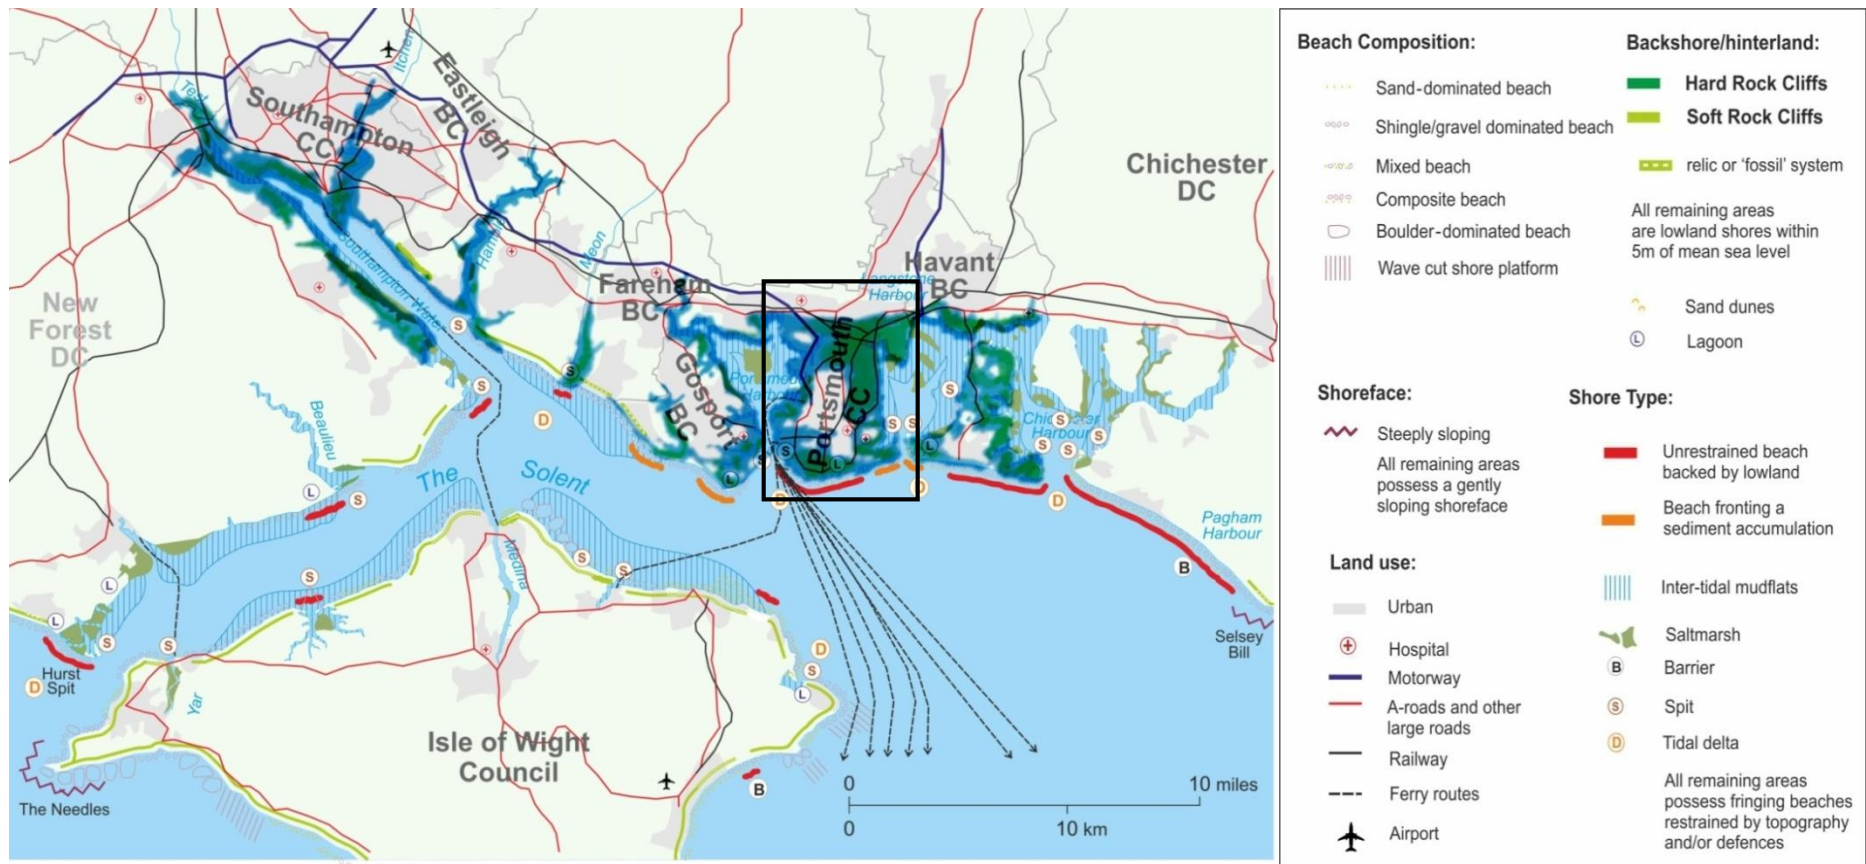 Itchen
Eastleigh
BC
Test
Southampton
CC
Chichester
DC
Southampton Water
Hamble
Meon
Fareham
BC
Langstone
Harbour
Havant
BC
New
Forest
DC
S
Portsmouth
CC
Gosport
BC
Portsmouth
Harbour
S
S
S
D
Beaulieu
S
S
Chichester
Harbour
S
S
S
S
L
L
S
The
Solent
L
L
S
D
D
D
Pagham
Harbour
Medina
S
S
S
B
L
L
S
S
Selsey
Bill
Hurst
Spit
D
Yar
D
S
L
Isle of Wight
Council
B
The Needles
0
10 miles
0
10 km
Beach Composition:
Sand-dominated beach
Shingle/gravel dominated beach
Mixed beach
Composite beach
Boulder-dominated beach
Wave cut shore platform
Backshore/hinterland:
Hard Rock Cliffs
Soft Rock Cliffs
relic or 'fossil' system
All remaining areas
are lowland shores within
5m of mean sea level
Sand dunes
L
Lagoon
Shoreface:
Steeply sloping
All remaining areas
possess a gently
sloping shoreface
Land use:
Urban
Hospital
Motorway
A-roads and other
large roads
Railway
Ferry routes
Airport
Shore Type:
Unrestrained beach
backed by lowland
Beach fronting a
sediment accumulation
Inter-tidal mudflats
Saltmarsh
B
Barrier
S
Spit
D
Tidal delta
All remaining areas
possess fringing beaches
restrained by topography
and/or defences